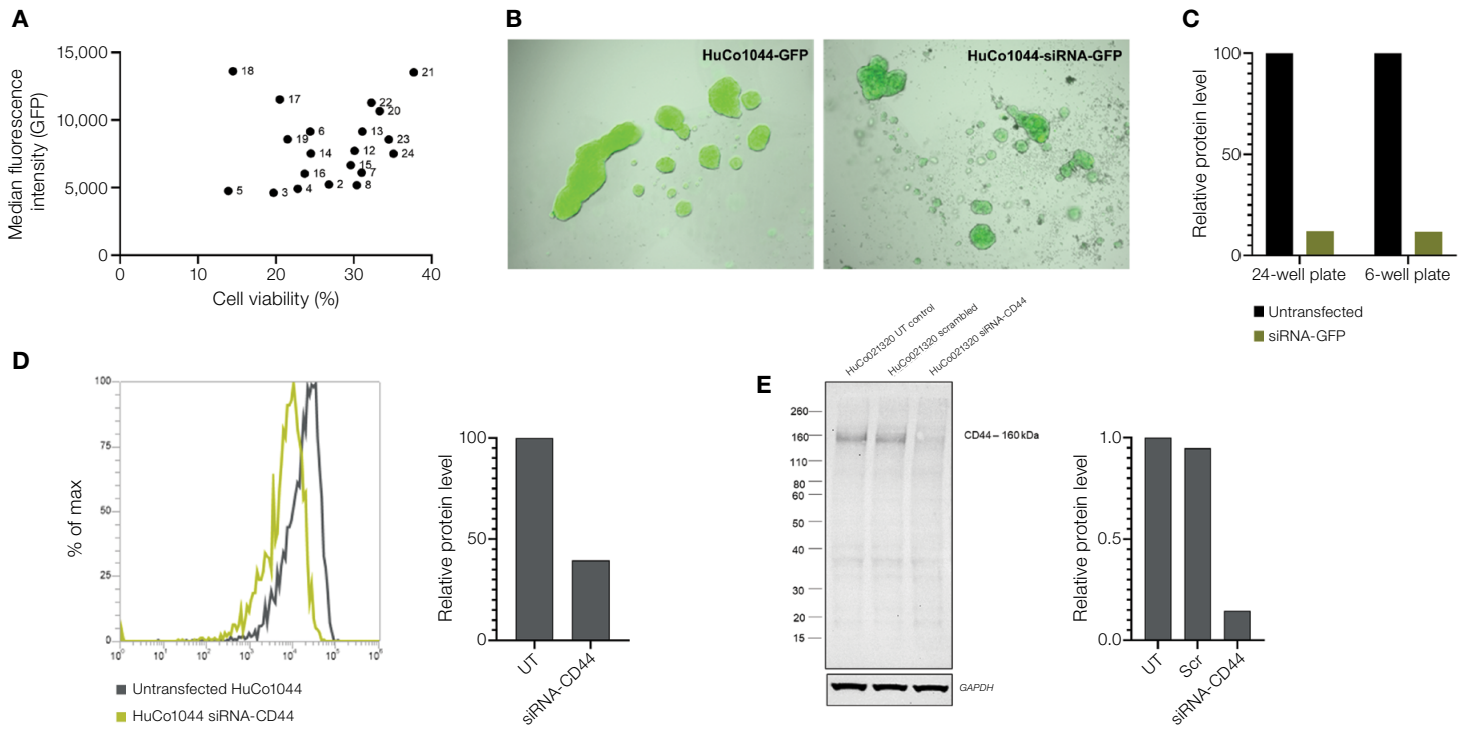 A
Median fluorescence
intensity (GFP)
15,000
10,000
5,000
0
18
21
17
22
20
6
13
19
23
14
12
24
15
16
7
5
3
4
2
8
0
10
20
30
40
Cell viability (%)
B
HuCo1044-GFP
HuCo1044-siRNA-GFP
C
Relative protein level
100
50
0
24-well plate
6-well plate
Untransfected
siRNA-GFP
D
% of max
100
75
50
25
0
10⁰
10¹
10²
10³
10⁴
10⁵
10⁶
Untransfected HuCo1044
HuCo1044 siRNA-CD44
Relative protein level
100
50
0
UT
siRNA-CD44
E
HuCo021320 UT control
HuCo021320 scrambled
HuCo021320 siRNA-CD44
260
160
110
80
60
50
40
30
20
15
CD44 – 160 kDa
GAPDH
Relative protein level
1.0
0.5
0.0
UT
Scr
siRNA-CD44